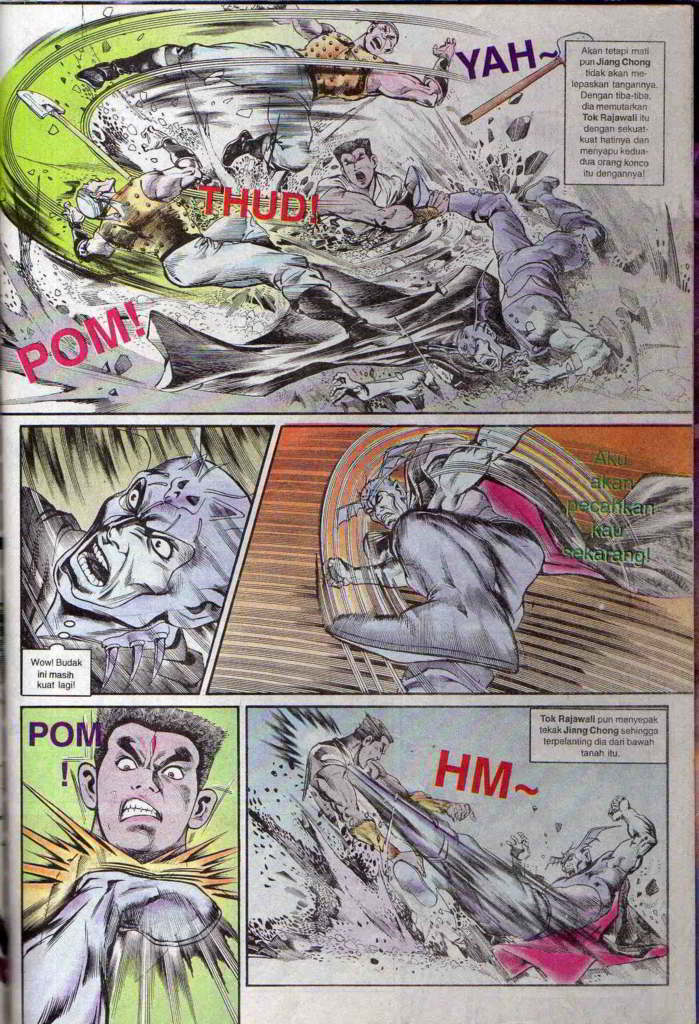 YAH~
Akan tetapi mati
pun Jiang Chong
tidak akan me-
lepaskan tangannya.
Dengan tiba-tiba,
dia memutarkan
Tok Rajawali itu
dengan sekuat-
kuat hatinya dan
menyapu kedua-
dua orang konco
itu dengannya!
THUD!
POM!
Wow! Budak
ini masih
kuat lagi!
Aku
akan
pecahkan
kau
sekarang!
POM
!
Tok Rajawali pun menyepak
tekak Jiang Chong sehingga
terpelanting dia dari bawah
tanah itu.
HM~